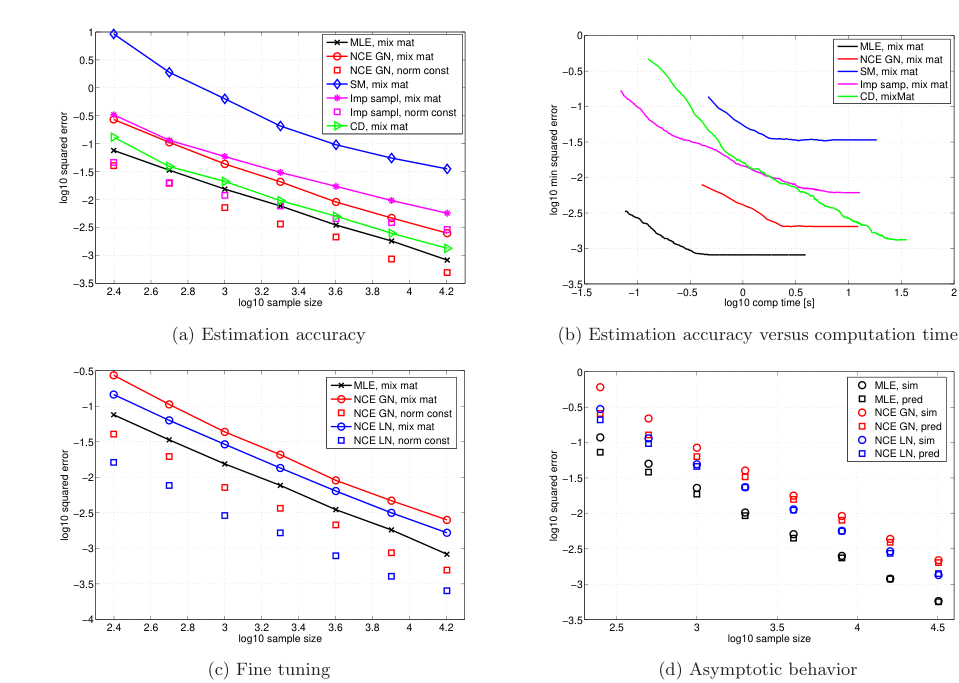 1
0.5
0
−0.5
−1
−1.5
−2
−2.5
−3
−3.5
2.4 2.6 2.8 3 3.2 3.4 3.6 3.8 4 4.2
log10 sample size
log10 squared error
MLE, mix mat
NCE GN, mix mat
NCE GN, norm const
SM, mix mat
Imp sampl, mix mat
Imp sampl, norm const
CD, mix mat
(a) Estimation accuracy
0
−0.5
−1
−1.5
−2
−2.5
−3
−3.5
−1.5 −1 −0.5 0 0.5 1 1.5 2
log10 comp time [s]
log10 min squared error
MLE, mix mat
NCE GN, mix mat
SM, mix mat
Imp samp, mix mat
CD, mixMat
(b) Estimation accuracy versus computation time
−0.5
−1
−1.5
−2
−2.5
−3
−3.5
−4
2.4 2.6 2.8 3 3.2 3.4 3.6 3.8 4 4.2
log10 sample size
log10 squared error
MLE, mix mat
NCE GN, mix mat
NCE GN, norm const
NCE LN, mix mat
NCE LN, norm const
(c) Fine tuning
0
−0.5
−1
−1.5
−2
−2.5
−3
−3.5
2.5 3 3.5 4 4.5
log10 sample size
log10 squared error
MLE, sim
MLE, pred
NCE GN, sim
NCE GN, pred
NCE LN, sim
NCE LN, pred
(d) Asymptotic behavior